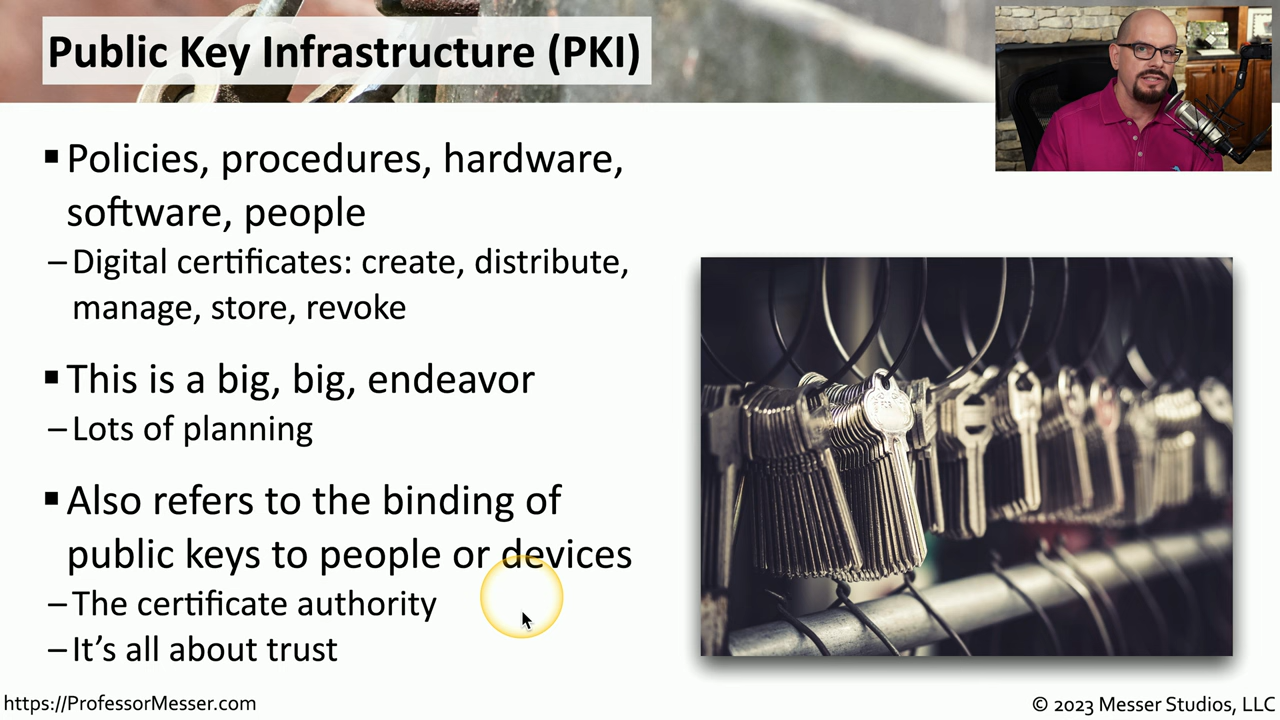 Public Key Infrastructure (PKI)
▪ Policies, procedures, hardware,
software, people
– Digital certificates: create, distribute,
manage, store, revoke
▪ This is a big, big, endeavor
– Lots of planning
▪ Also refers to the binding of
public keys to people or devices
– The certificate authority
– It’s all about trust
https://ProfessorMesser.com
© 2023 Messer Studios, LLC